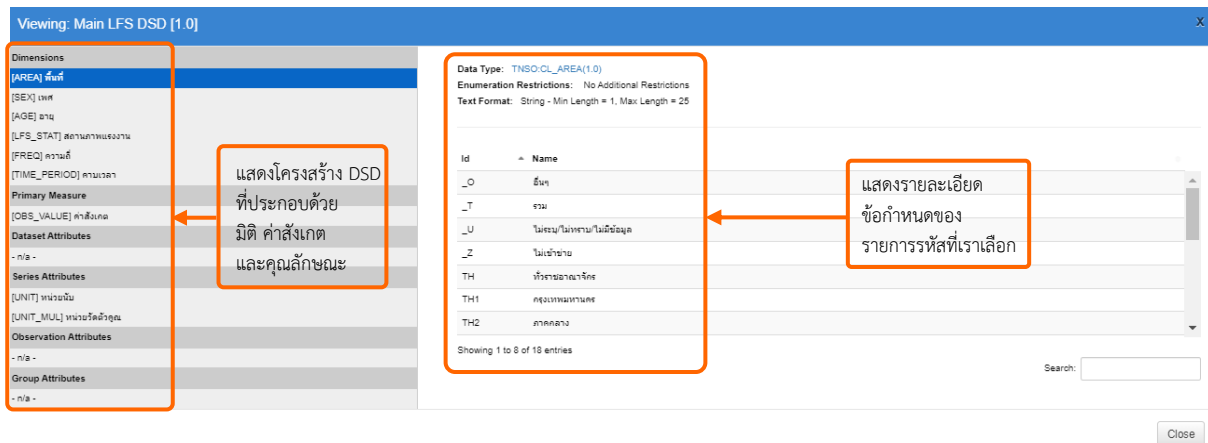 Viewing: Main LFS DSD [1.0]
X
Dimensions
[AREA] พื้นที่
[SEX] เพศ
[AGE] อายุ
[LFS_STAT] สถานภาพแรงงาน
[FREQ] ความถี่
[TIME_PERIOD] คาบเวลา
Primary Measure
[OBS_VALUE] ค่าสังเกต
Dataset Attributes
- n/a -
Series Attributes
[UNIT] หน่วยนับ
[UNIT_MUL] หน่วยวัดตัวคูณ
Observation Attributes
- n/a -
Group Attributes
- n/a -
แสดงโครงสร้าง DSD
ที่ประกอบด้วย
มิติ ค่าสังเกต
และคุณลักษณะ
Data Type: TNSO:CL_AREA(1.0)
Enumeration Restrictions: No Additional Restrictions
Text Format: String - Min Length = 1, Max Length = 25
Id Name
_O อื่นๆ
_T รวม
_U ไม่ระบุ/ไม่ทราบ/ไม่มีข้อมูล
_Z ไม่เข้าข่าย
TH ทั่วราชอาณาจักร
TH1 กรุงเทพมหานคร
TH2 ภาคกลาง
Showing 1 to 8 of 18 entries
แสดงรายละเอียด
ข้อกำหนดของ
รายการรหัสที่เราเลือก
Search:
Close